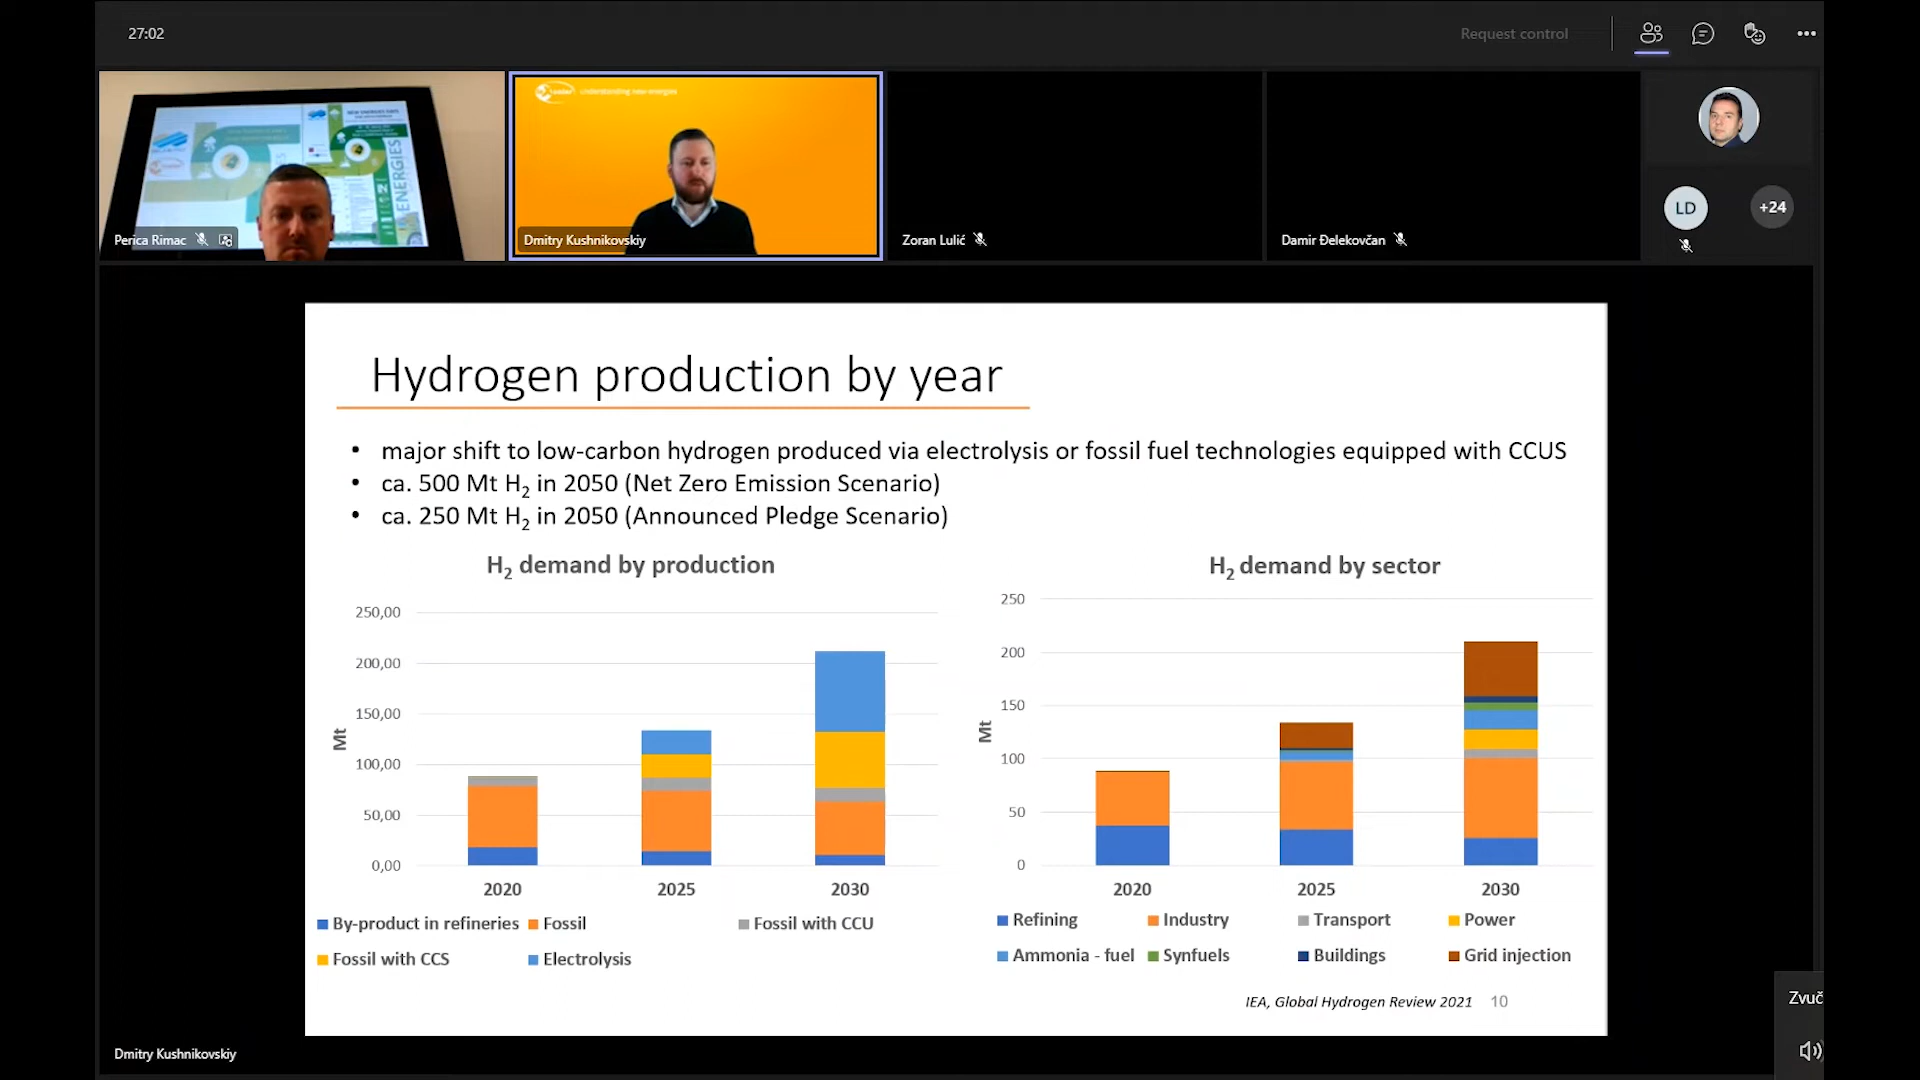 27:02
Request control
understanding new energies
NEW ENERGIES
ENERGIES
Perica Rimac
Dmitry Kushnikovskiy
Zoran Lulić
Damir Đelekovčan
LD
+24
Hydrogen production by year
• major shift to low-carbon hydrogen produced via electrolysis or fossil fuel technologies equipped with CCUS
• ca. 500 Mt H₂ in 2050 (Net Zero Emission Scenario)
• ca. 250 Mt H₂ in 2050 (Announced Pledge Scenario)
H₂ demand by production
250,00
200,00
150,00
100,00
50,00
0,00
Mt
2020 2025 2030
By-product in refineries Fossil Fossil with CCU
Fossil with CCS Electrolysis
H₂ demand by sector
250
200
150
100
50
0
Mt
2020 2025 2030
Refining Industry Transport Power
Ammonia - fuel Synfuels Buildings Grid injection
IEA, Global Hydrogen Review 2021 10
Zvuč
Dmitry Kushnikovskiy